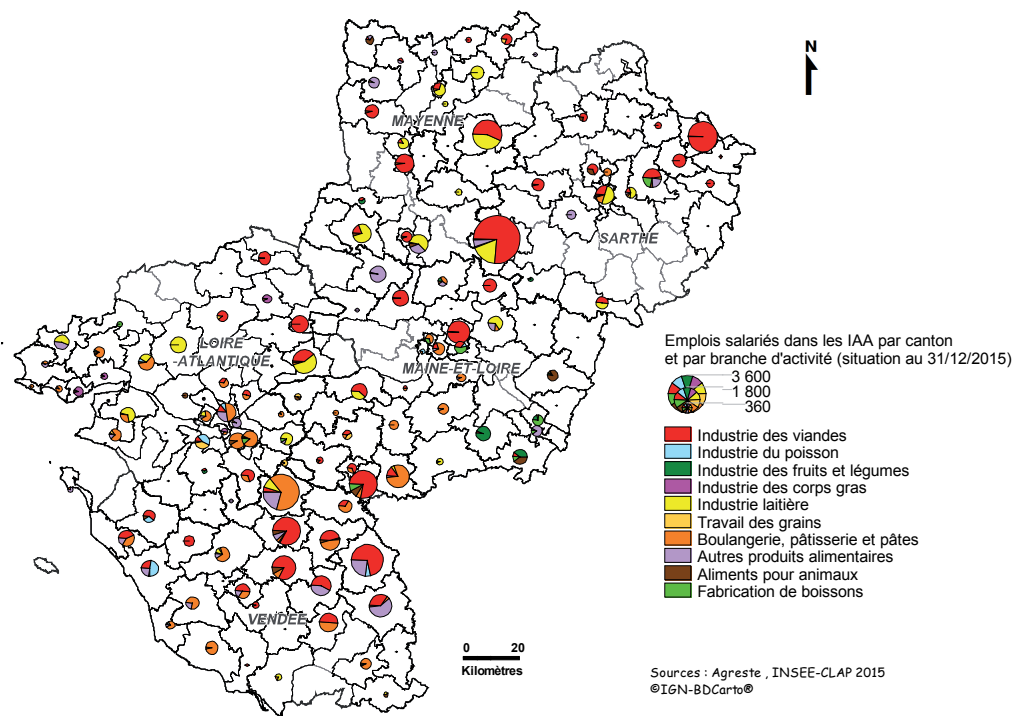 N
MAYENNE
SARTHE
LOIRE
-ATLANTIQUE
MAINE-ET-LOIRE
VENDÉE
Emplois salariés dans les IAA par canton
et par branche d'activité (situation au 31/12/2015)
3 600
1 800
360
Industrie des viandes
Industrie du poisson
Industrie des fruits et légumes
Industrie des corps gras
Industrie laitière
Travail des grains
Boulangerie, pâtisserie et pâtes
Autres produits alimentaires
Aliments pour animaux
Fabrication de boissons
0 20
Kilomètres
Sources : Agreste , INSEE-CLAP 2015
©IGN-BDCarto®